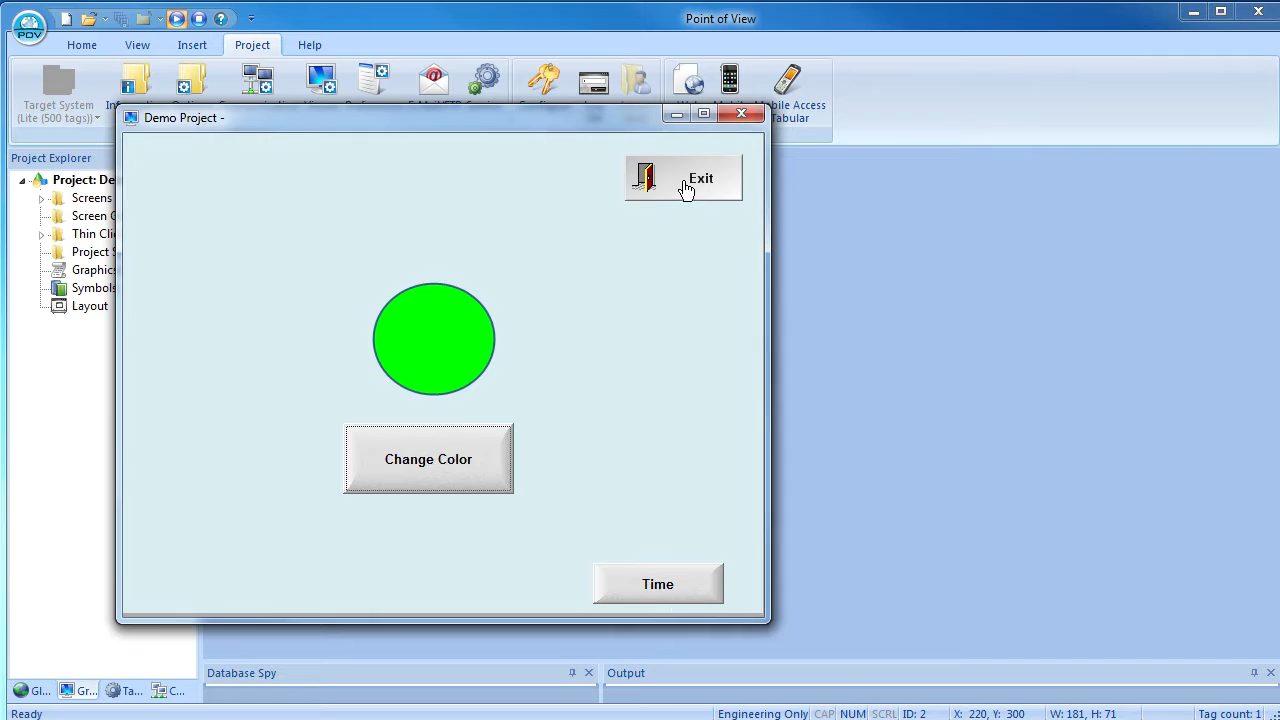 Point of View
POV
Home View Insert Project Help
Target System
(Lite (500 tags))
Mobile Access
Tabular
Demo Project -
Project Explorer
Project: De
Screens
Screen G
Thin Cli
Project S
Graphics
Symbols
Layout
Exit
Change Color
Time
Database Spy
Output
Gl... Gr... Ta... C...
Ready
Engineering Only CAP NUM SCRL ID: 2 X: 220, Y: 300 W: 181, H: 71 Tag count: 1